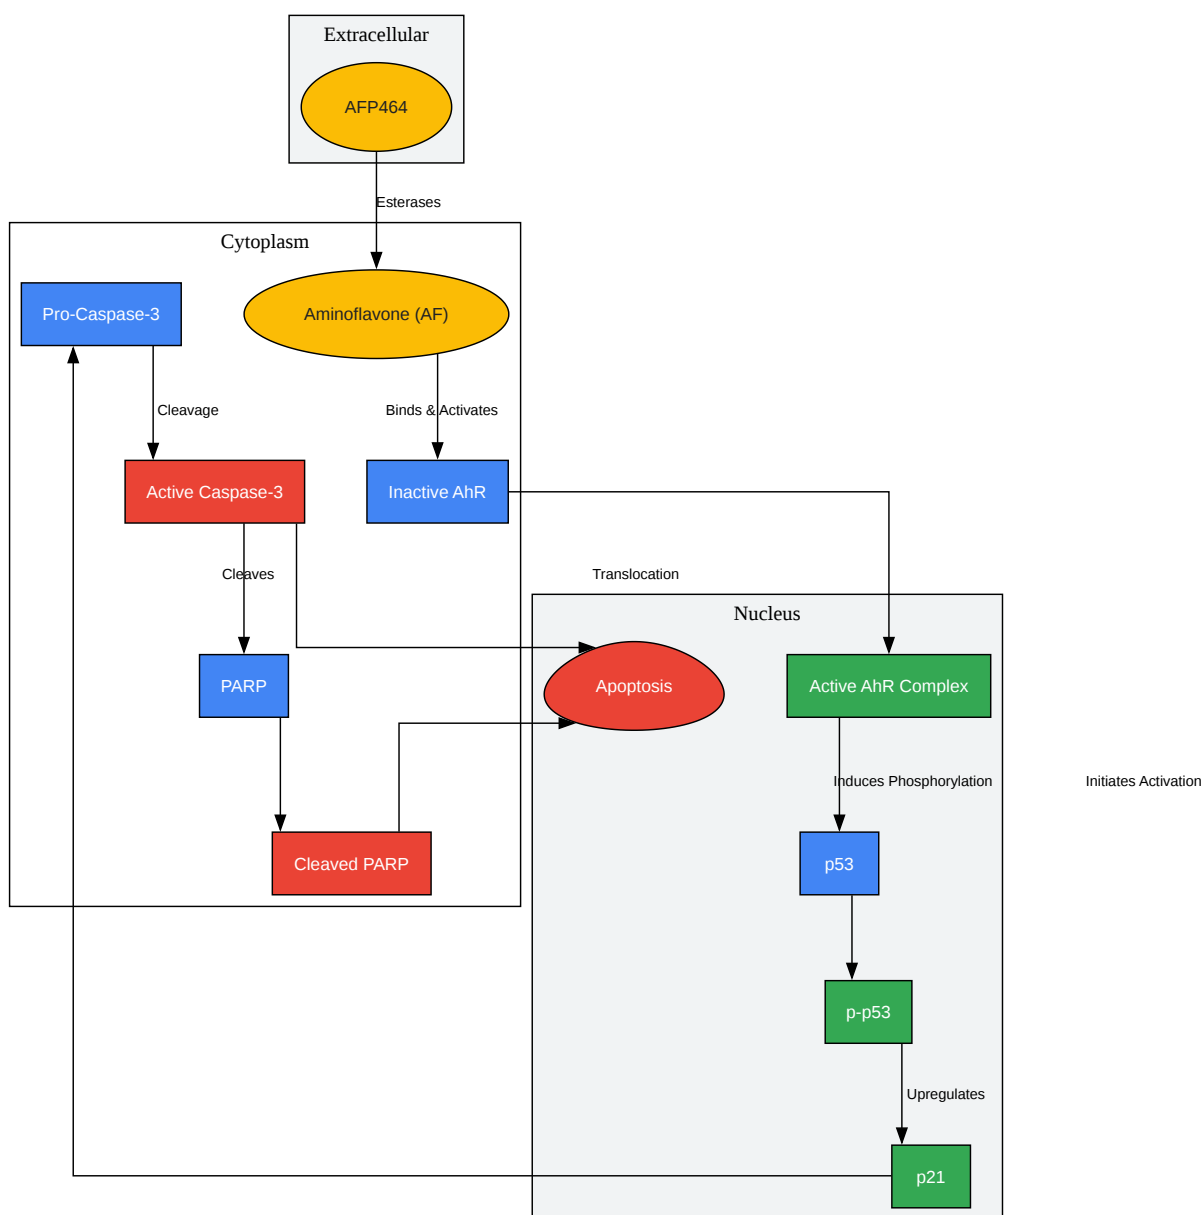 Extracellular
AFP464
Esterases
Cytoplasm
Pro-Caspase-3
Aminoflavone (AF)
Cleavage
Binds & Activates
Active Caspase-3
Inactive AhR
Cleaves
Translocation
Nucleus
PARP
Apoptosis
Active AhR Complex
Induces Phosphorylation
Initiates Activation
Cleaved PARP
p53
p-p53
Upregulates
p21